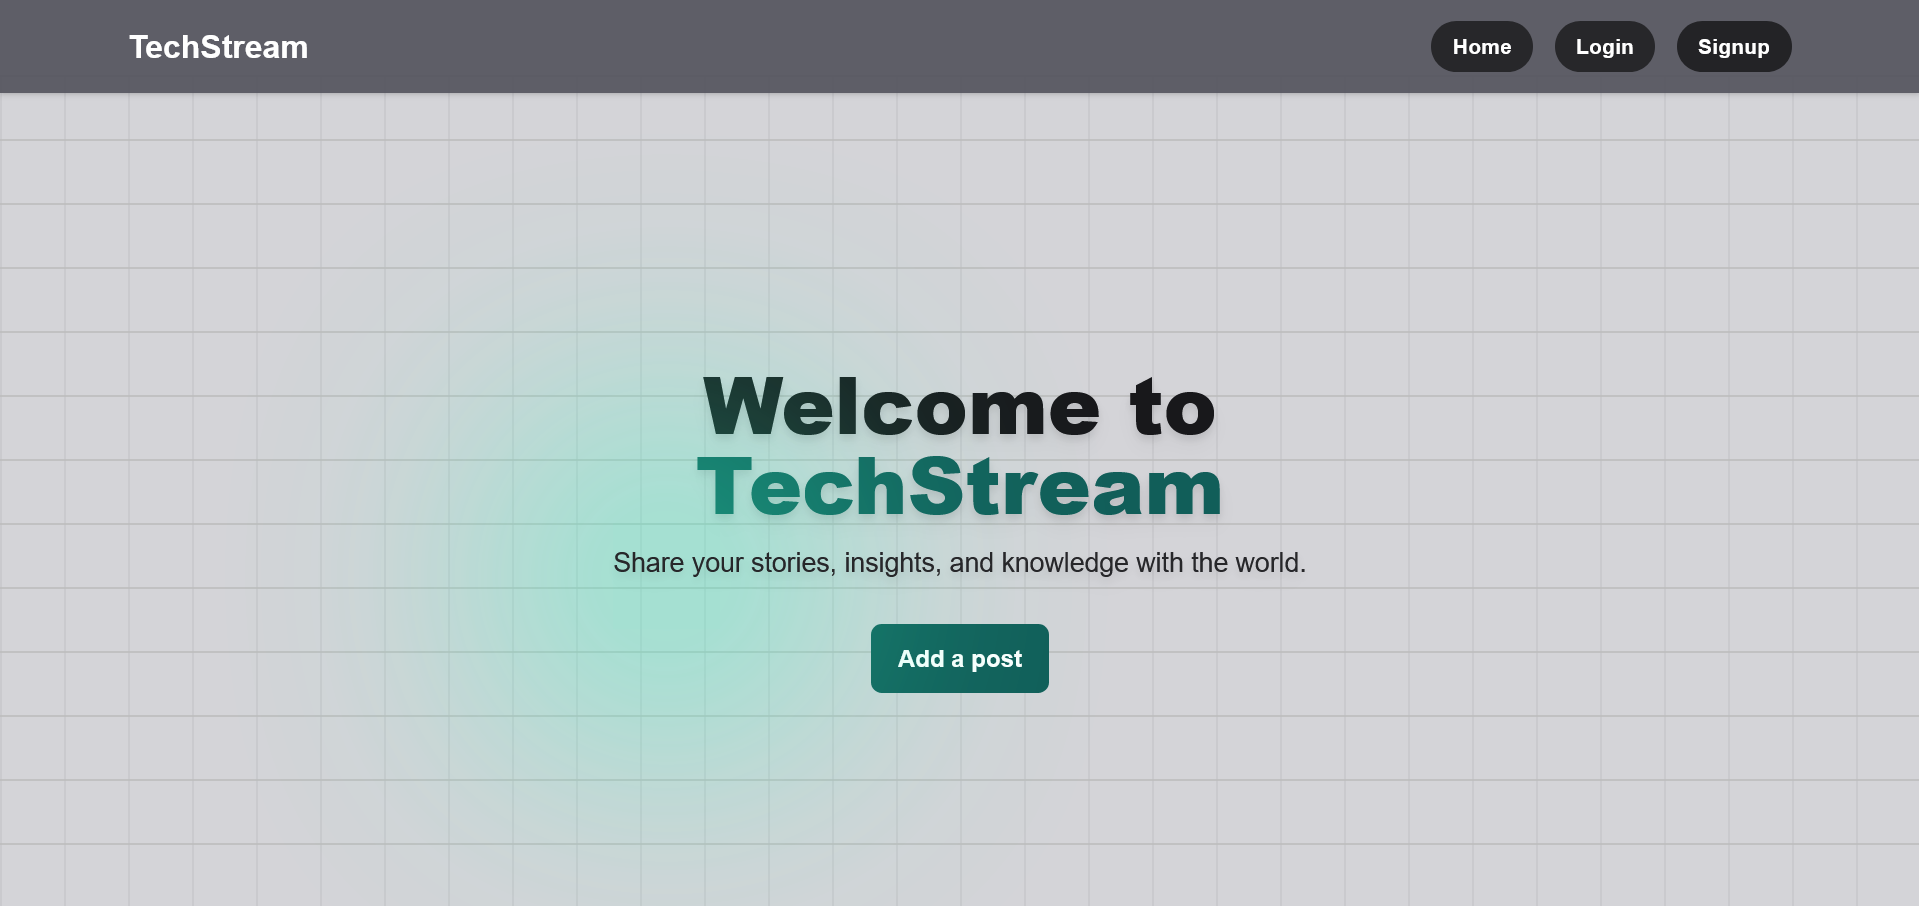 TechStream
Home
Login
Signup
Welcome to
TechStream
Share your stories, insights, and knowledge with the world.
Add a post